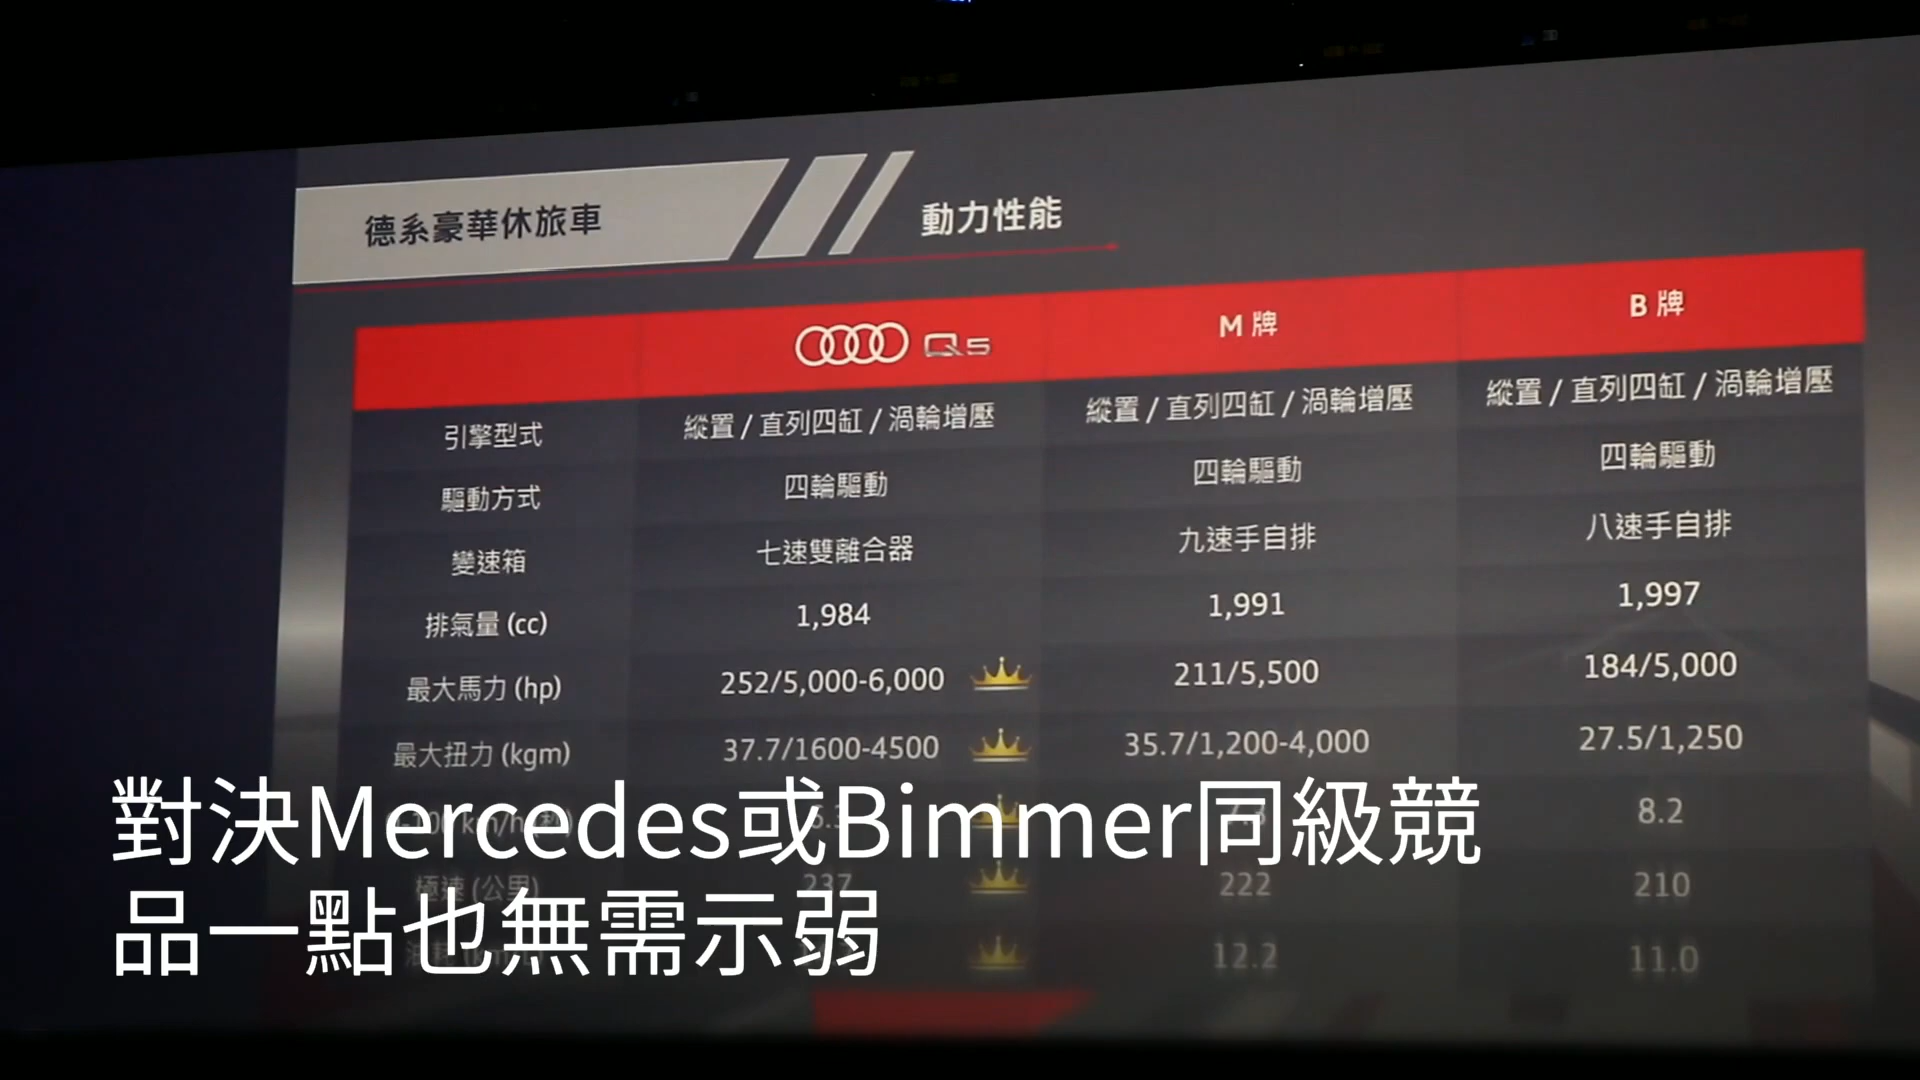 德系豪華休旅車 動力性能
Q5 M 牌 B 牌
引擎型式 縱置 / 直列四缸 / 渦輪增壓 縱置 / 直列四缸 / 渦輪增壓 縱置 / 直列四缸 / 渦輪增壓
驅動方式 四輪驅動 四輪驅動 四輪驅動
變速箱 七速雙離合器 九速手自排 八速手自排
排氣量 (cc) 1,984 1,991 1,997
最大馬力 (hp) 252/5,000-6,000 211/5,500 184/5,000
最大扭力 (kgm) 37.7/1600-4500 35.7/1,200-4,000 27.5/1,250
8.2
極速 (公里) 237 222 210
12.2 11.0
對決Mercedes或Bimmer同級競
品一點也無需示弱